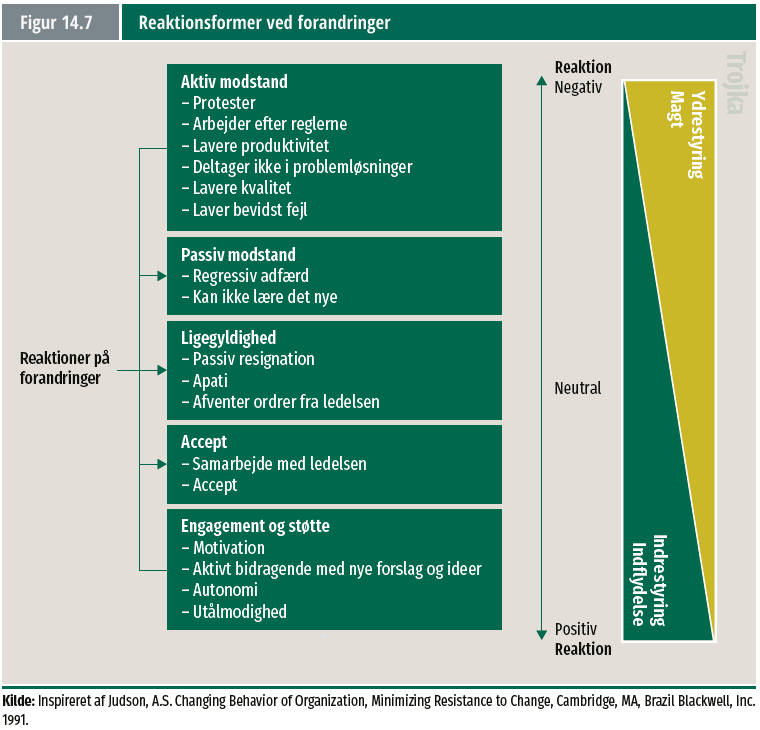 Figur 14.7
Reaktionsformer ved forandringer
Trojka
Reaktioner på
forandringer
Aktiv modstand
– Protester
– Arbejder efter reglerne
– Lavere produktivitet
– Deltager ikke i problemløsninger
– Lavere kvalitet
– Laver bevidst fejl
Passiv modstand
– Regressiv adfærd
– Kan ikke lære det nye
Ligegyldighed
– Passiv resignation
– Apati
– Afventer ordrer fra ledelsen
Accept
– Samarbejde med ledelsen
– Accept
Engagement og støtte
– Motivation
– Aktivt bidragende med nye forslag og ideer
– Autonomi
– Utålmodighed
Reaktion
Negativ
Neutral
Positiv
Reaktion
Ydrestyring
Magt
Indrestyring
Indflydelse
Kilde: Inspireret af Judson, A.S. Changing Behavior of Organization, Minimizing Resistance to Change, Cambridge, MA, Brazil Blackwell, Inc.
1991.